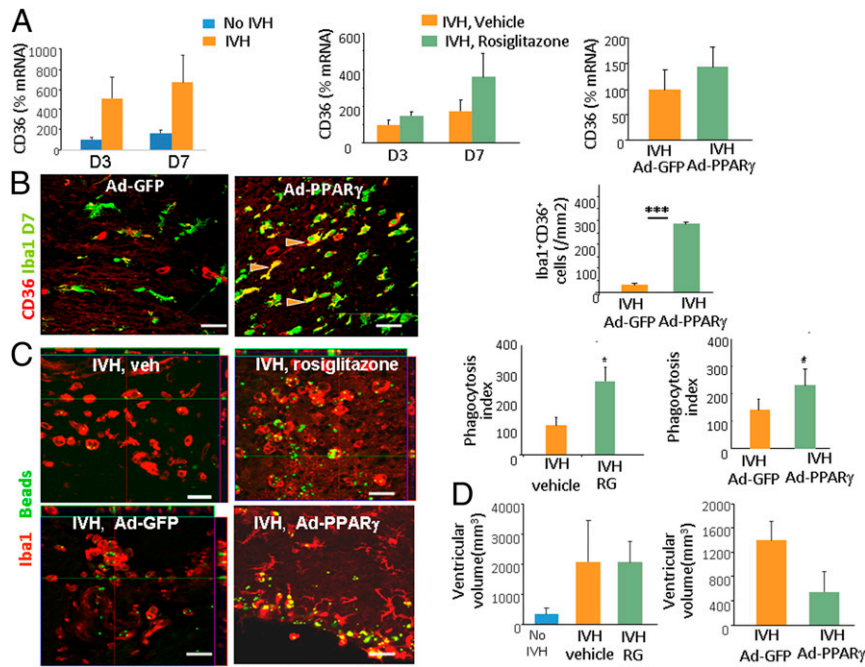 A
No IVH
IVH
CD36 (% mRNA)
1000
800
600
400
200
0
D3
D7
IVH, Vehicle
IVH, Rosiglitazone
CD36 (% mRNA)
600
400
200
0
D3
D7
CD36 (% mRNA)
200
150
100
50
0
IVH IVH
Ad-GFP Ad-PPARγ
B
CD36 Iba1 D7
Ad-GFP
Ad-PPARγ
Iba1⁺CD36⁺
cells (/mm2)
400
300
200
100
0
***
IVH IVH
Ad-GFP Ad-PPARγ
C
Iba1 Beads
IVH, veh
IVH, rosiglitazone
IVH, Ad-GFP
IVH, Ad-PPARγ
Phagocytosis
index
400
300
200
100
0
*
IVH IVH
vehicle RG
Phagocytosis
index
400
300
200
100
0
#
IVH IVH
Ad-GFP Ad-PPARγ
D
Ventricular
volume(mm³)
4000
3000
2000
1000
0
No IVH IVH
IVH vehicle RG
Ventricular
volume(mm³)
2000
1600
1200
800
400
0
IVH IVH
Ad-GFP Ad-PPARγ